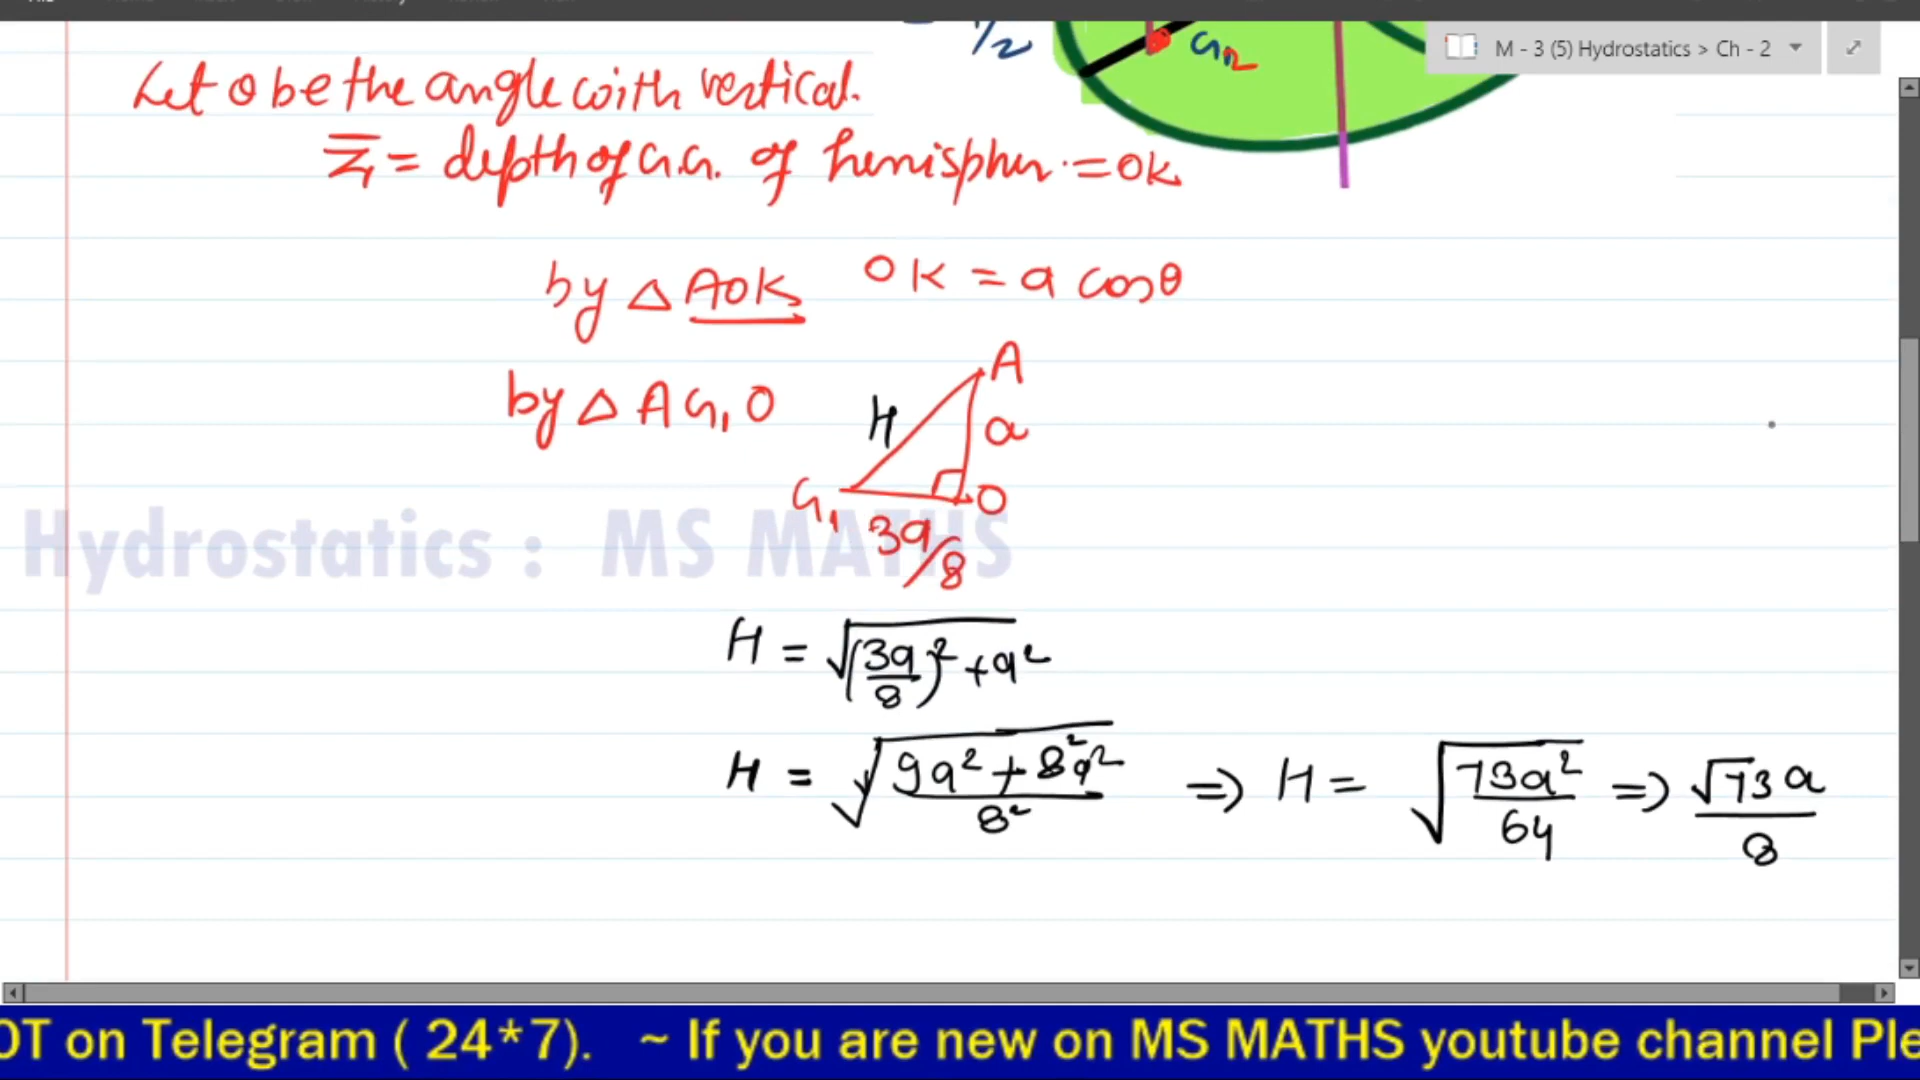 1/2
G2
M - 3 (5) Hydrostatics > Ch - 2
Let θ be the angle with vertical.
z̄₁ = depth of G.G. of hemispher. = OK
by △ AOK OK = a cosθ
by △ AG₁O
A
H
a
G₁
O
3a/8
Hydrostatics : MS MATHS
H = √((3a/8)² + a²)
H = √((9a² + 8²a²)/8²) ⇒ H = √(73a²/64) ⇒ √73a/8
OT on Telegram ( 24*7). ~ If you are new on MS MATHS youtube channel Ple